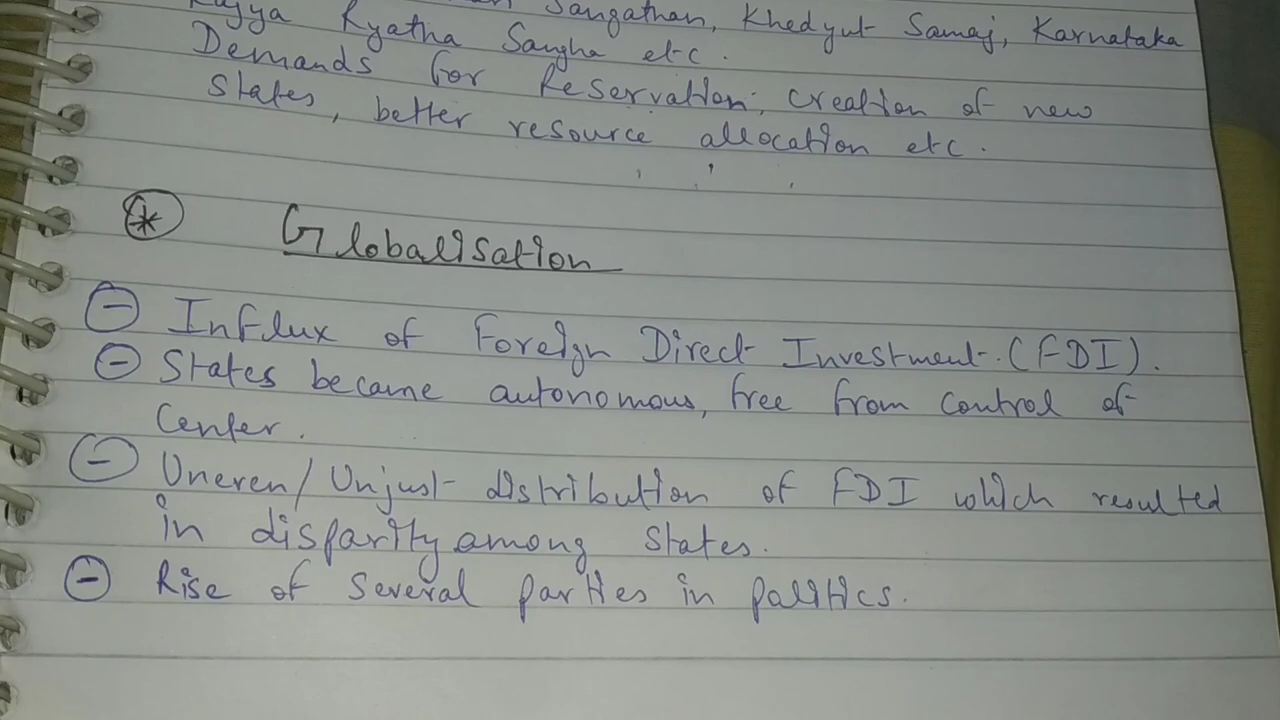 Sangathan, Khedyut Samaj, Karnataka
Rajya Ryatha Sangha etc.
Demands for Reservation, creation of new
states, better resource allocation etc.
* Globalisation
- Influx of Foreign Direct Investment. (FDI).
- States became autonomous, free from control of
Center.
- Uneven/Unjust distribution of FDI which resulted
in disparity among states.
- Rise of several parties in politics.